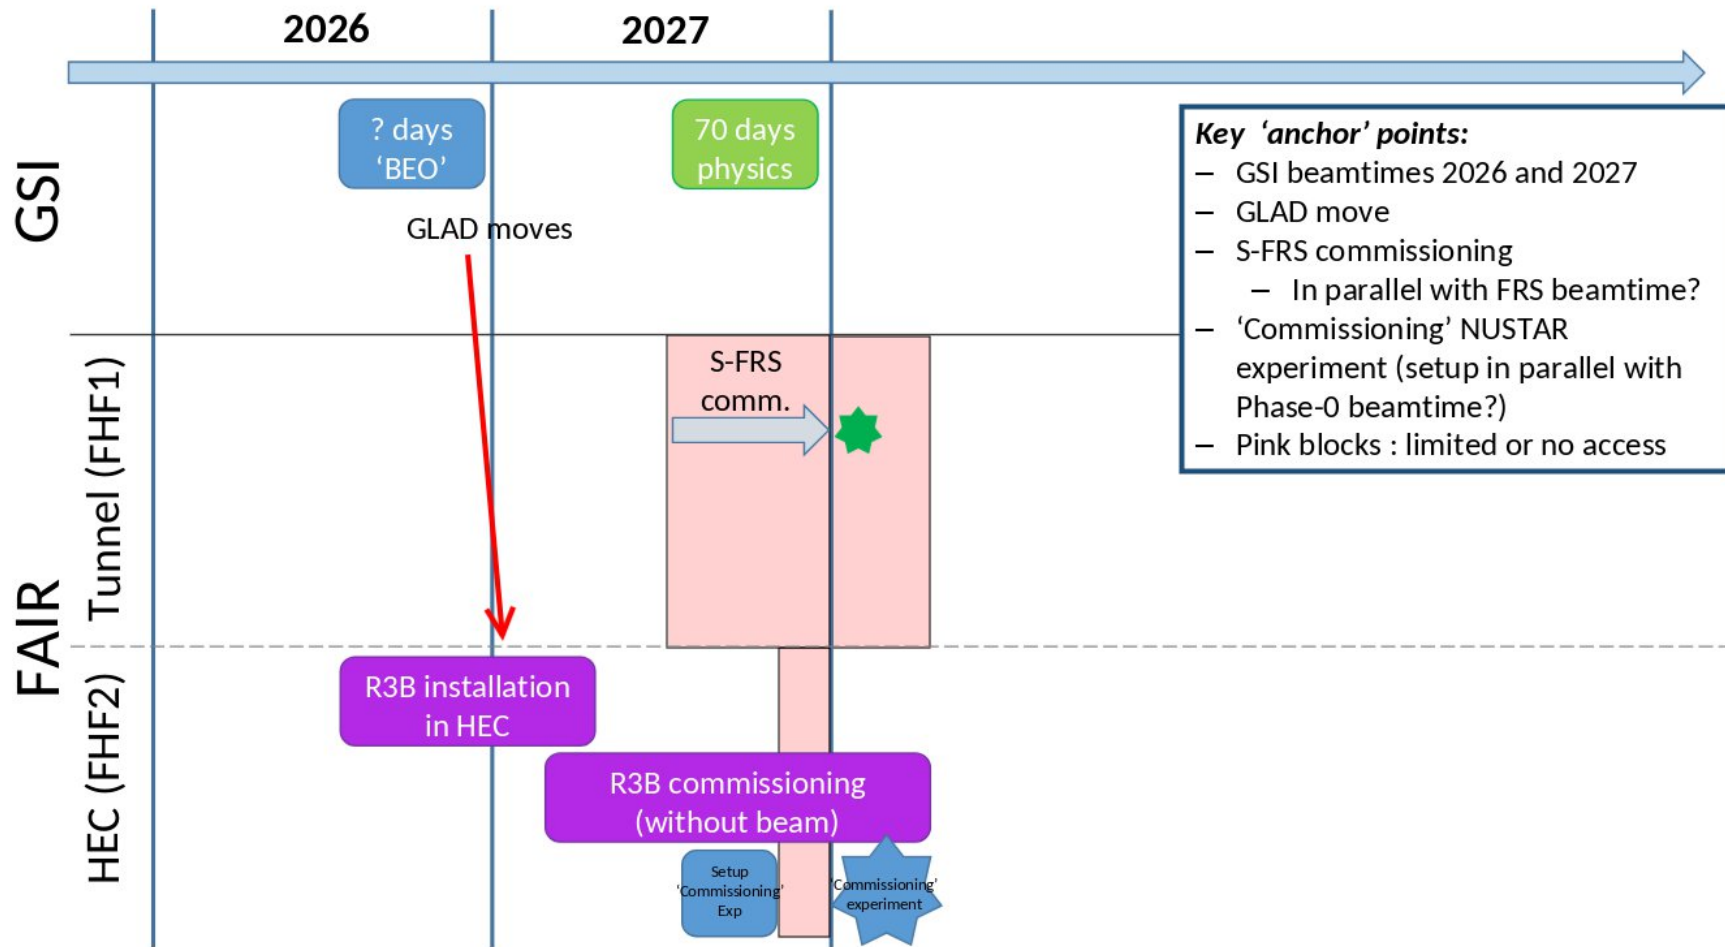 2026
2027
GSI
? days
‘BEO’
70 days
physics
GLAD moves
Key ‘anchor’ points:
– GSI beamtimes 2026 and 2027
– GLAD move
– S-FRS commissioning
– In parallel with FRS beamtime?
– ‘Commissioning’ NUSTAR
experiment (setup in parallel with
Phase-0 beamtime?)
– Pink blocks : limited or no access
FAIR
Tunnel (FHF1)
S-FRS
comm.
HEC (FHF2)
R3B installation
in HEC
R3B commissioning
(without beam)
Setup
‘Commissioning’
Exp
‘Commissioning’
experiment